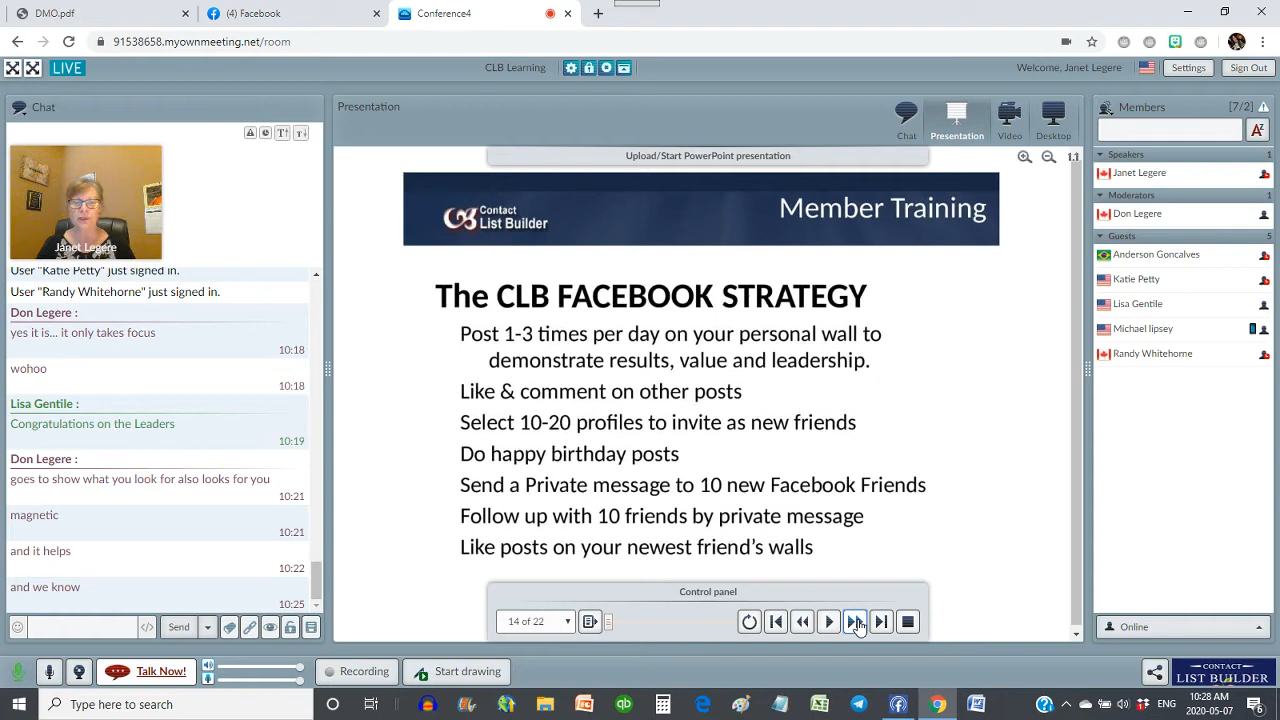 DMO.pdf
(4) Facebook
Conference4
91538658.myownmeeting.net/room
LIVE
CLB Learning
Welcome, Janet Legere
Settings
Sign Out
Chat
Janet Legere
User "Katie Petty" just signed in.
User "Randy Whitehorne" just signed in.
Don Legere :
yes it is... it only takes focus
10:18
wohoo
10:18
Lisa Gentile :
Congratulations on the Leaders
10:19
Don Legere :
goes to show what you look for also looks for you
10:21
magnetic
10:21
and it helps
10:22
and we know
10:25
Send
Presentation
Chat
Presentation
Video
Desktop
Upload/Start PowerPoint presentation
1:1
Contact
List Builder
Member Training
The CLB FACEBOOK STRATEGY
Post 1-3 times per day on your personal wall to
demonstrate results, value and leadership.
Like & comment on other posts
Select 10-20 profiles to invite as new friends
Do happy birthday posts
Send a Private message to 10 new Facebook Friends
Follow up with 10 friends by private message
Like posts on your newest friend's walls
Control panel
14 of 22
Members
[7/2]
Speakers 1
Janet Legere
Moderators 1
Don Legere
Guests 5
Anderson Goncalves
Katie Petty
Lisa Gentile
Michael lipsey
Randy Whitehorne
Online
Talk Now!
Recording
Start drawing
CONTACT
LIST BUILDER
Type here to search
10:28 AM
2020-05-07